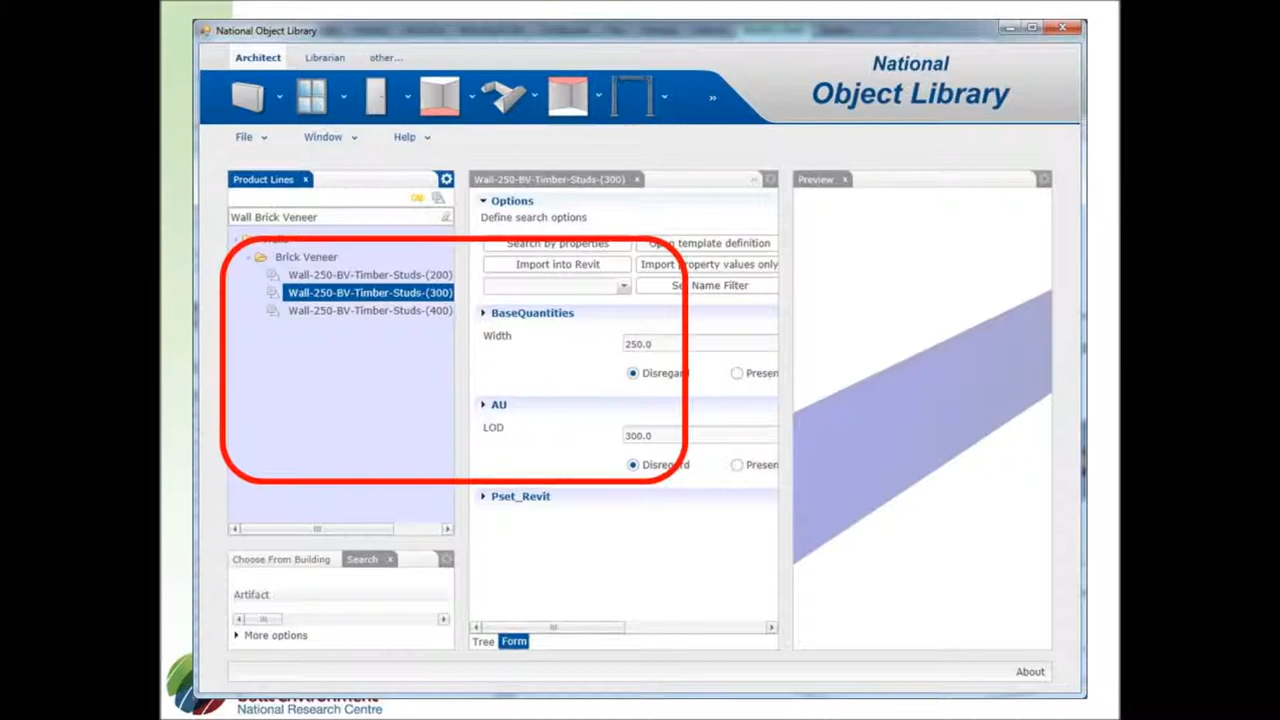 National Object Library
Architect
Librarian
other...
National
Object Library
»
File
Window
Help
Product Lines x
Wall-250-BV-Timber-Studs-(300) x
Preview x
Options
Define search options
Wall Brick Veneer
Search by properties
Open template definition
Brick Veneer
Import into Revit
Import property values only
Wall-250-BV-Timber-Studs-(200)
Wall-250-BV-Timber-Studs-(300)
Wall-250-BV-Timber-Studs-(400)
Name Filter
BaseQuantities
Width
250.0
Disregard
Presen
AU
LOD
300.0
Disregard
Presen
Pset_Revit
Choose From Building
Search x
Artifact
More options
Tree
Form
About
National Research Centre